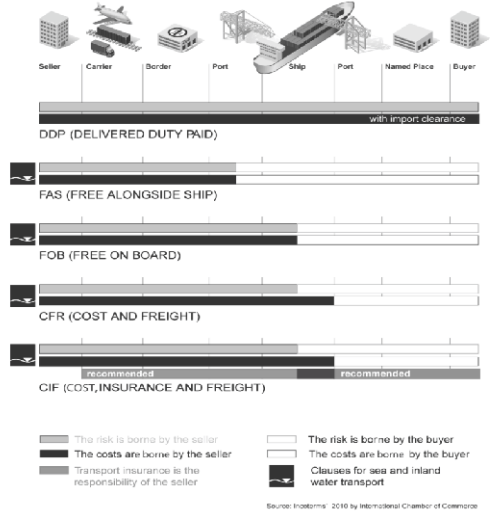 Seller Carrier Border Port Ship Port Named Place Buyer
with import clearance
DDP (DELIVERED DUTY PAID)
FAS (FREE ALONGSIDE SHIP)
FOB (FREE ON BOARD)
CFR (COST AND FREIGHT)
recommended recommended
CIF (COST,INSURANCE AND FREIGHT)
The risk is borne by the seller
The costs are borne by the seller
Transport insurance is the
responsibility of the seller
The risk is borne by the buyer
The costs are borne by the buyer
Clauses for sea and inland
water transport
Source: Incoterms® 2010 by International Chamber of Commerce